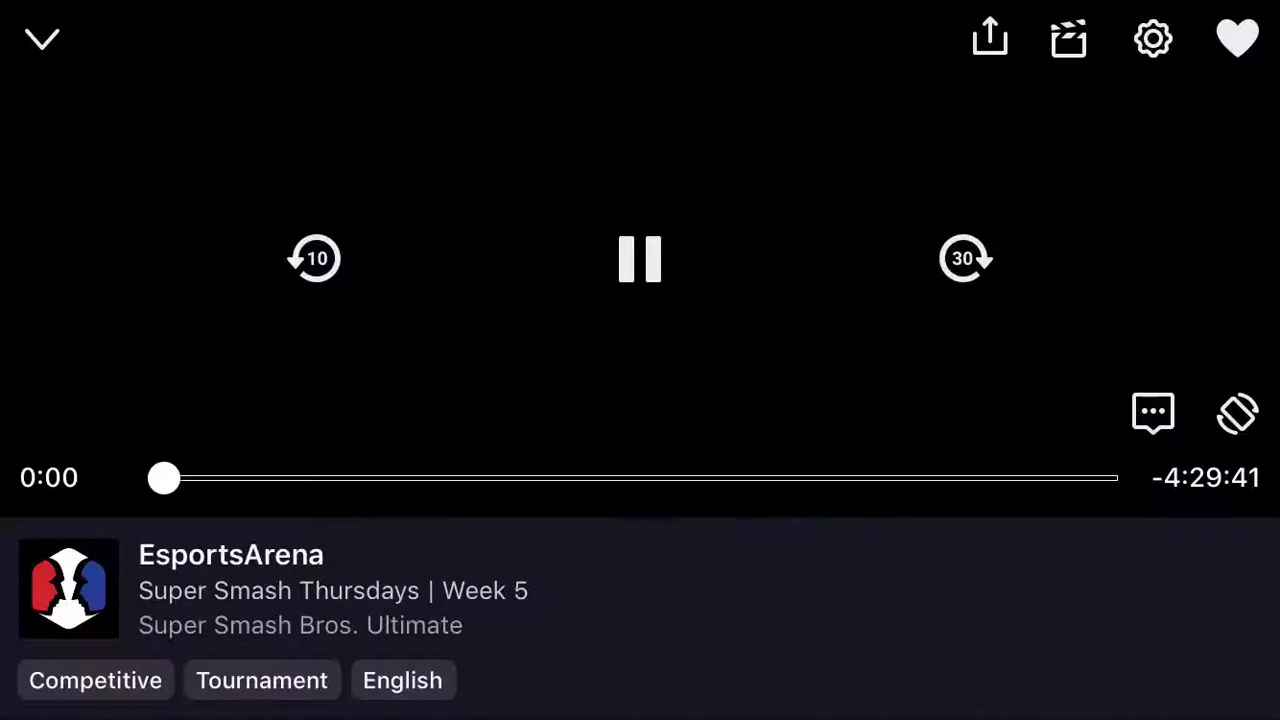 10
30
0:00
-4:29:41
EsportsArena
Super Smash Thursdays | Week 5
Super Smash Bros. Ultimate
Competitive Tournament English